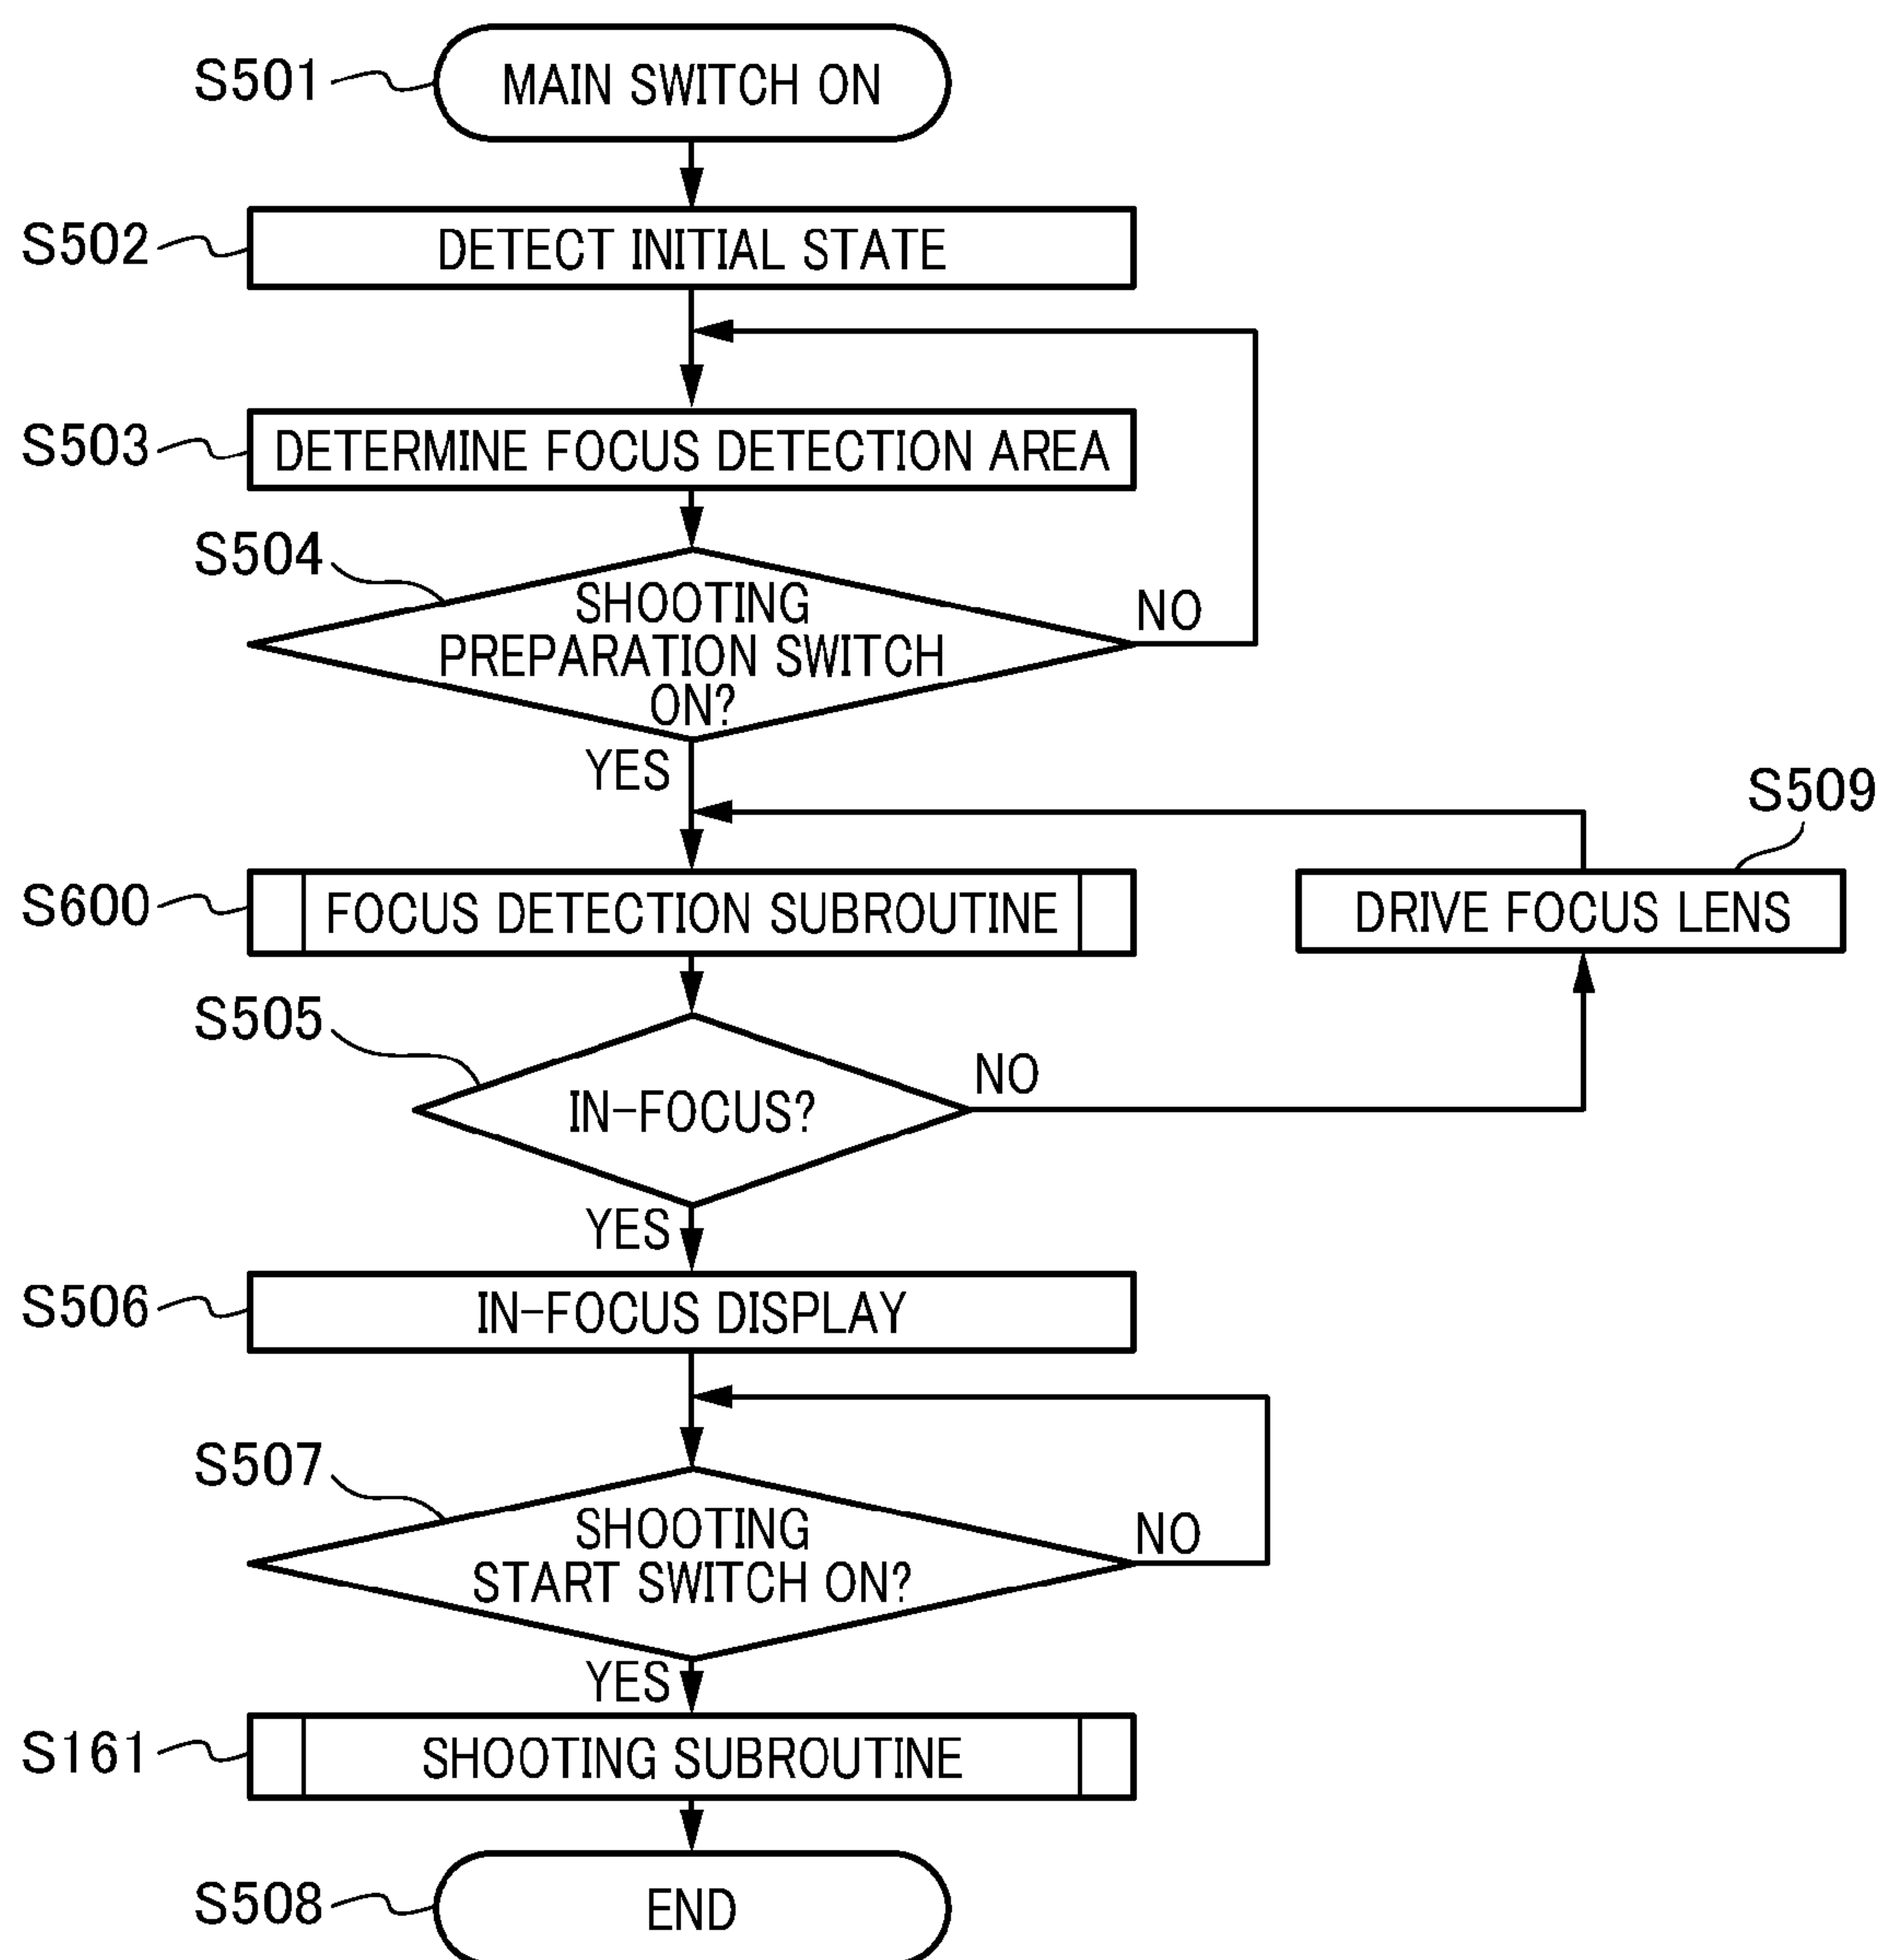 S501
MAIN SWITCH ON
S502
DETECT INITIAL STATE
S503
DETERMINE FOCUS DETECTION AREA
S504
SHOOTING
PREPARATION SWITCH
ON?
NO
YES
S509
DRIVE FOCUS LENS
S600
FOCUS DETECTION SUBROUTINE
S505
IN-FOCUS?
NO
YES
S506
IN-FOCUS DISPLAY
S507
SHOOTING
START SWITCH ON?
NO
YES
S161
SHOOTING SUBROUTINE
S508
END